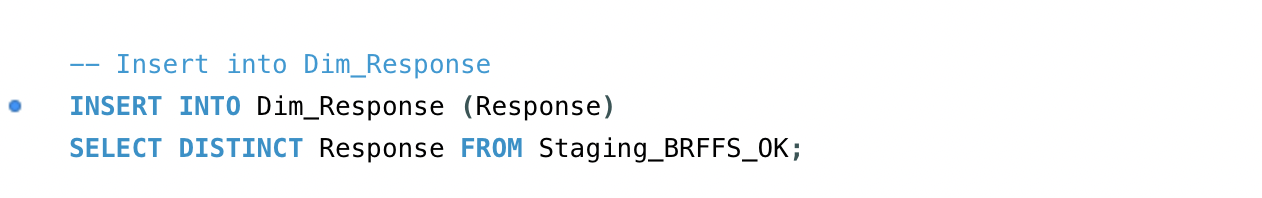 -- Insert into Dim_Response
INSERT INTO Dim_Response (Response)
SELECT DISTINCT Response FROM Staging_BRFFS_OK;